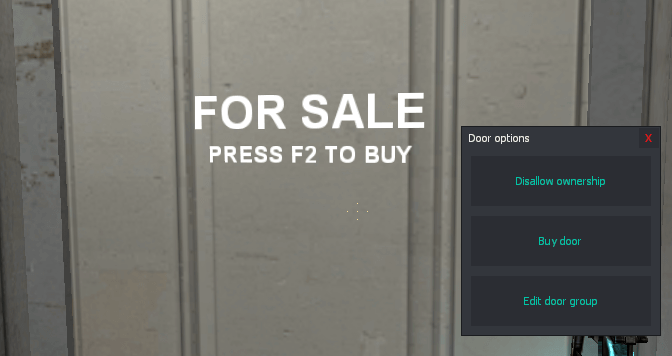 FOR SALE
PRESS F2 TO BUY
Door options
X
Disallow ownership
Buy door
Edit door group